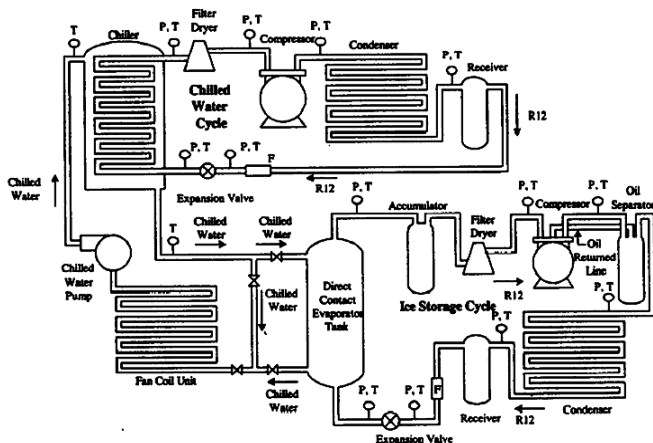 T
Chiller
P, T
Filter
Dryer
P, T
Compressor
P, T
Condenser
P, T
Receiver
Chilled
Water
Cycle
R12
P, T
P, T
F
R12
Expansion Valve
Chilled
Water
T
Chilled
Water
Chilled
Water
P, T
Accumulator
Filter
Dryer
P, T
Compressor
P, T
Oil
Separator
Oil
Returned
Line
Chilled
Water
Pump
Chilled
Water
Direct
Contact
Evaporator
Tank
R12
Ice Storage Cycle
P, T
P, T
Fan Coil Unit
Chilled
Water
P, T
P, T
F
Receiver
R12
Condenser
Expansion Valve